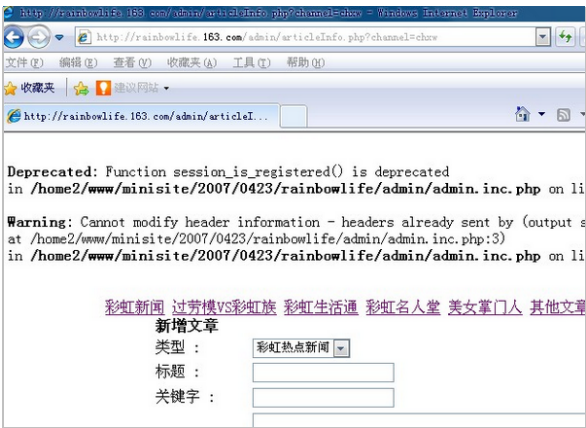 http://rainbowlife.163.com/admin/articleInfo.php?channel=chxw - Windows Internet Explorer
http://rainbowlife.163.com/admin/articleInfo.php?channel=chxw
文件(F) 编辑(E) 查看(V) 收藏夹(A) 工具(T) 帮助(H)
收藏夹 建议网站
http://rainbowlife.163.com/admin/articleI...
Deprecated: Function session_is_registered() is deprecated
in /home2/www/minisite/2007/0423/rainbowlife/admin/admin.inc.php on li
Warning: Cannot modify header information - headers already sent by (output s
at /home2/www/minisite/2007/0423/rainbowlife/admin/admin.inc.php:3)
in /home2/www/minisite/2007/0423/rainbowlife/admin/admin.inc.php on li
彩虹新闻 过劳模VS彩虹族 彩虹生活通 彩虹名人堂 美女掌门人 其他文章
新增文章
类型 : 彩虹热点新闻
标题 :
关键字 :